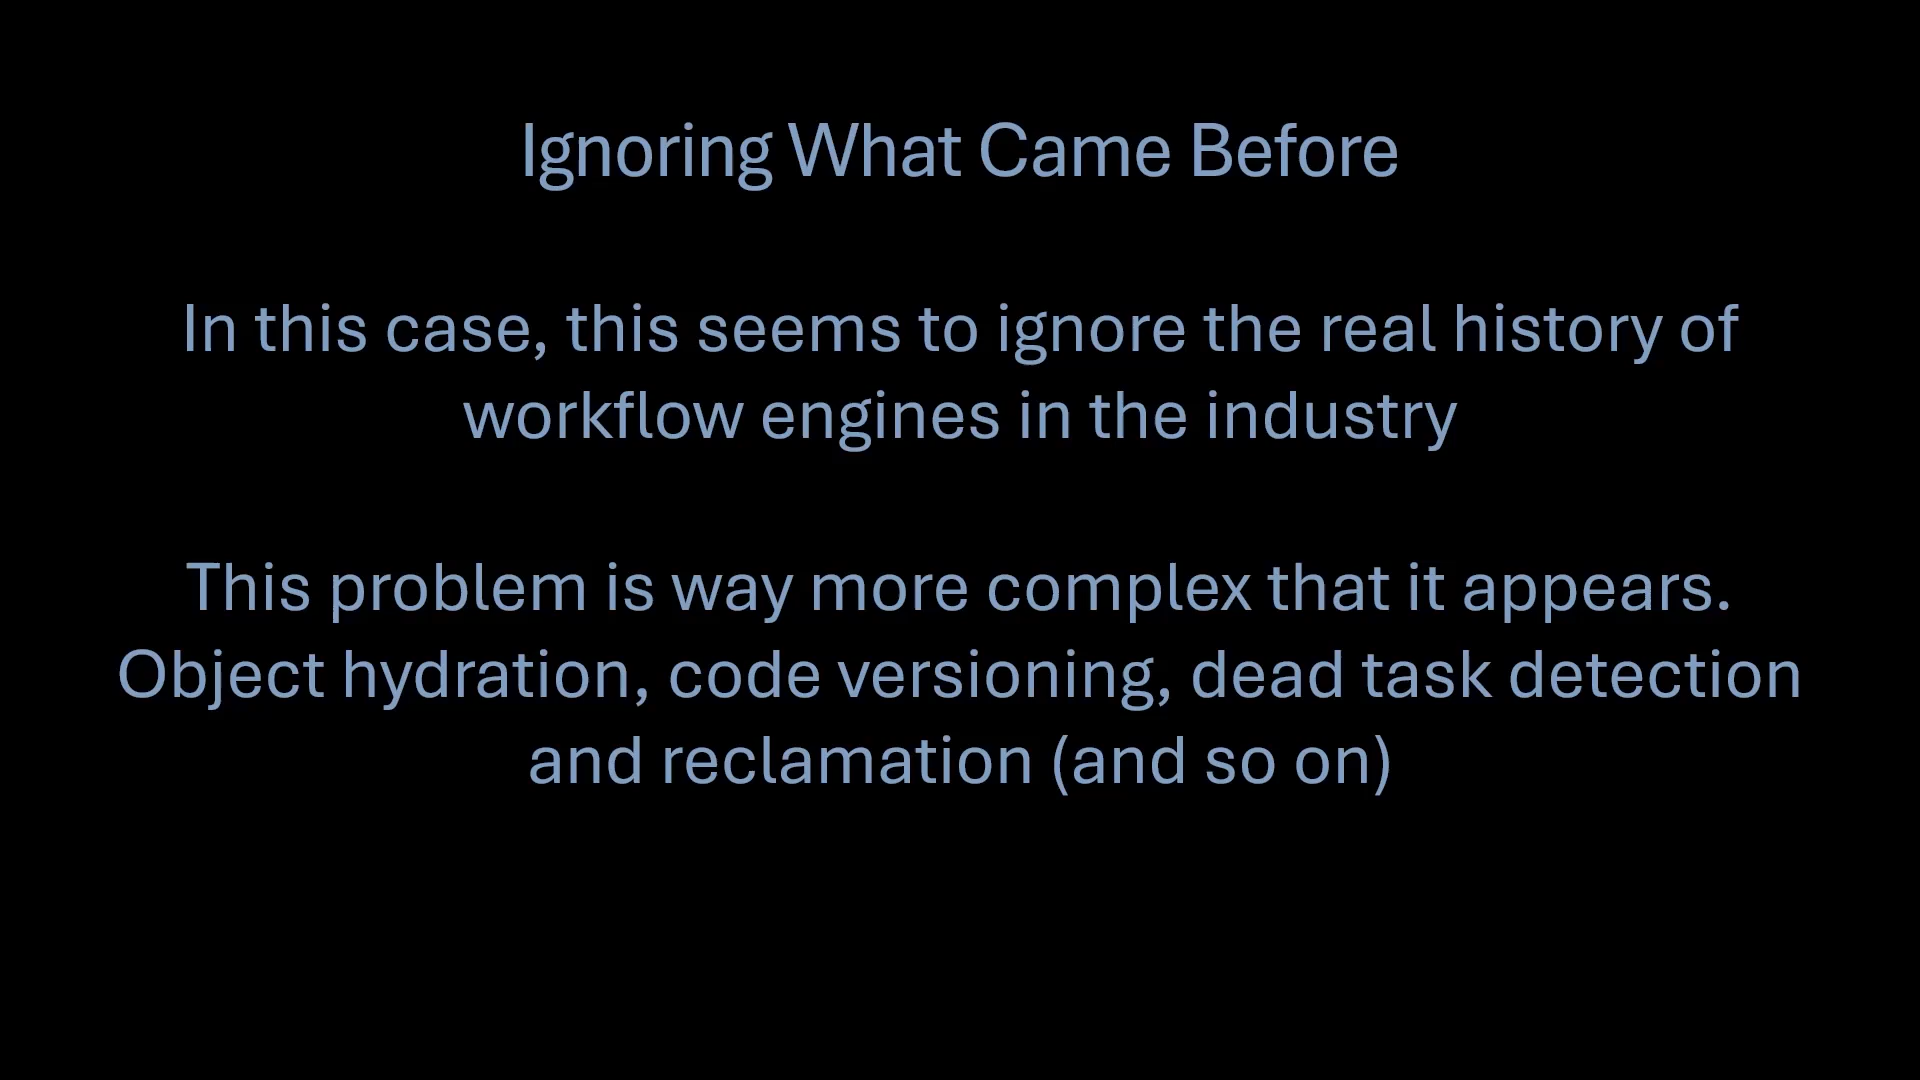 Ignoring What Came Before
In this case, this seems to ignore the real history of
workflow engines in the industry
This problem is way more complex that it appears.
Object hydration, code versioning, dead task detection
and reclamation (and so on)